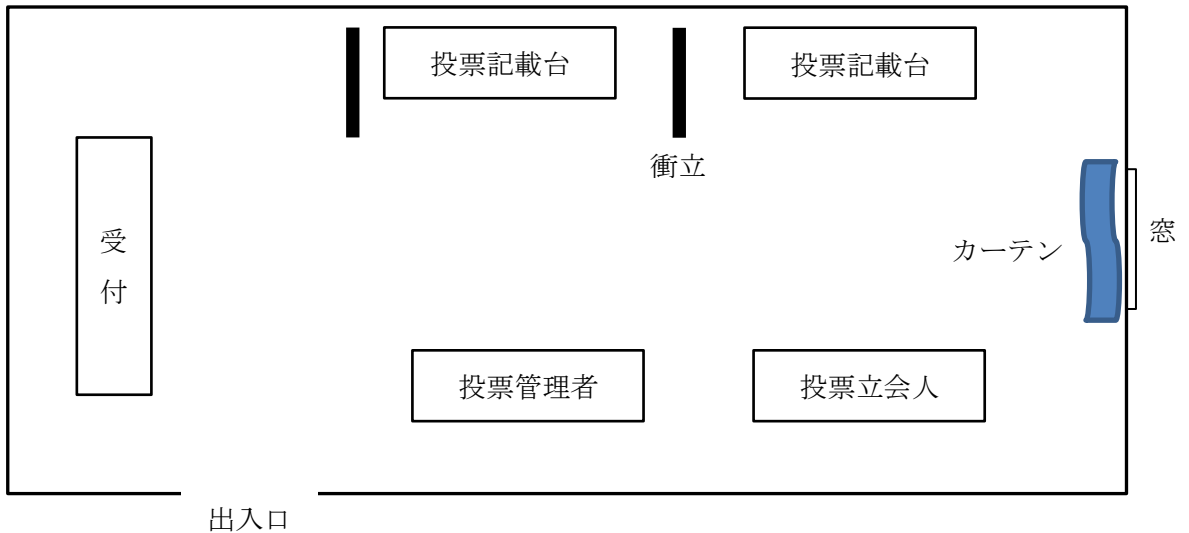 投票記載台
投票記載台
衝立
受付
カーテン
窓
投票管理者
投票立会人
出入口